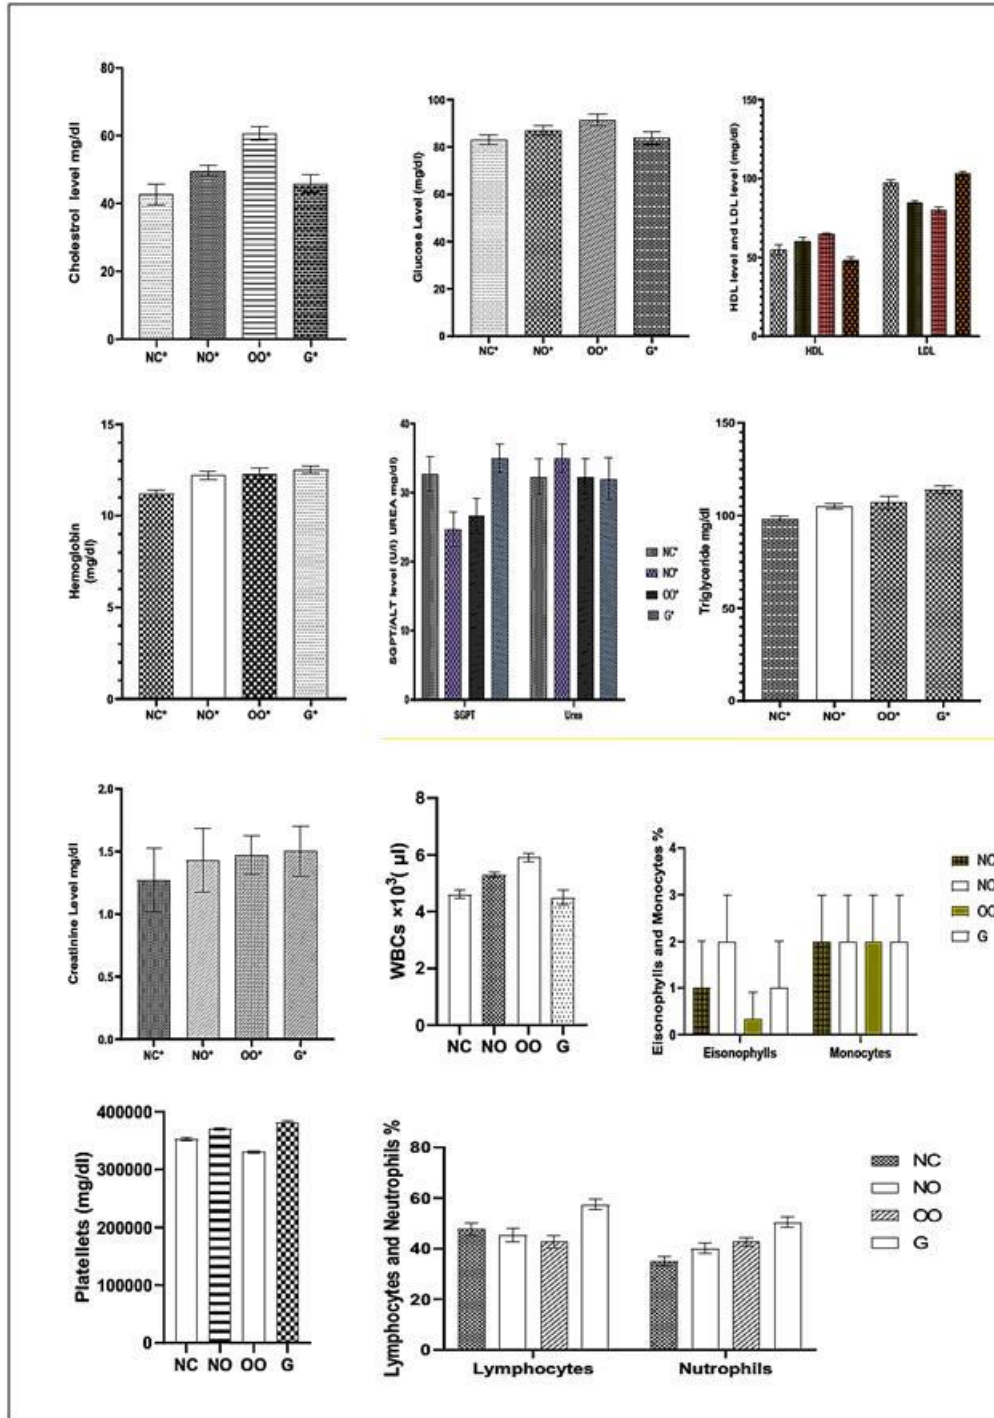 Cholestrol level mg/dl
80
60
40
20
0
NC* NO* OO* G*
Glucose Level (mg/dl)
100
80
60
40
20
0
NC* NO* OO* G*
HDL level and LDL level (mg/dl)
150
100
50
0
HDL LDL
Hemoglobin
(mg/dl)
15
10
5
0
NC* NO* OO* G*
SGPT/ALT level (U/l) UREA mg/dl)
40
30
20
10
0
SGPT Urea
NC*
NO*
OO*
G*
Triglyceride mg/dl
150
100
50
0
NC* NO* OO* G*
Creatinine Level mg/dl
2.0
1.5
1.0
0.5
0.0
NC* NO* OO* G*
WBCs ×10³( µl)
8
6
4
2
0
NC NO OO G
Eisonophylls and Monocytes %
4
3
2
1
0
Eisonophylls Monocytes
NO
OO
G
Platellets (mg/dl)
400000
300000
200000
100000
0
NC NO OO G
Lymphocytes and Neutrophils %
80
60
40
20
0
Lymphocytes Nutrophils
NC
NO
OO
G